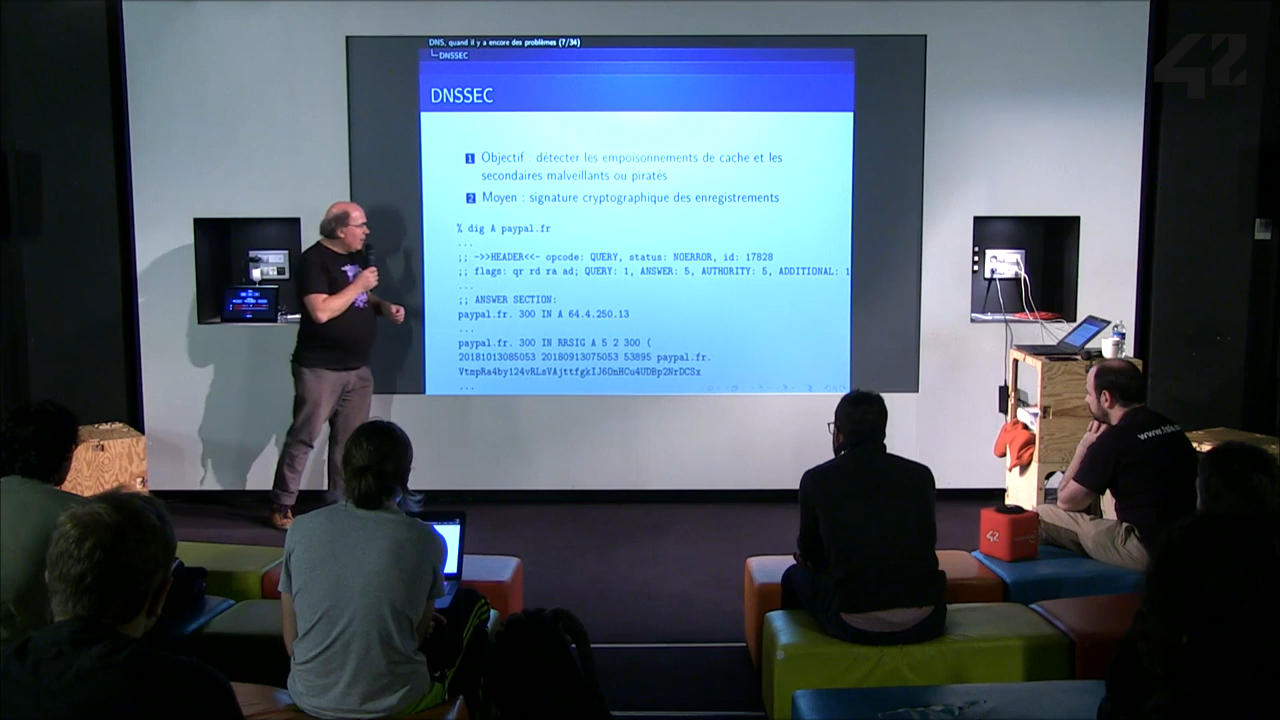 DNS, quand il y a encore des problèmes (7/34)
DNSSEC
42
DNSSEC
1 Objectif : détecter les empoisonnements de cache et les
secondaires malveillants ou piratés
2 Moyen : signature cryptographique des enregistrements
% dig A paypal.fr
...
;; ->>HEADER<<- opcode: QUERY, status: NOERROR, id: 17828
;; flags: qr rd ra ad; QUERY: 1, ANSWER: 5, AUTHORITY: 5, ADDITIONAL: 1
...
;; ANSWER SECTION:
paypal.fr. 300 IN A 64.4.250.13
...
paypal.fr. 300 IN RRSIG A 5 2 300 (
20181013085053 20180913075053 53895 paypal.fr.
VtmpRa4by124vRLsVAjttfgkIJ6OnHCu4UDBp2NrDCSx
...
42